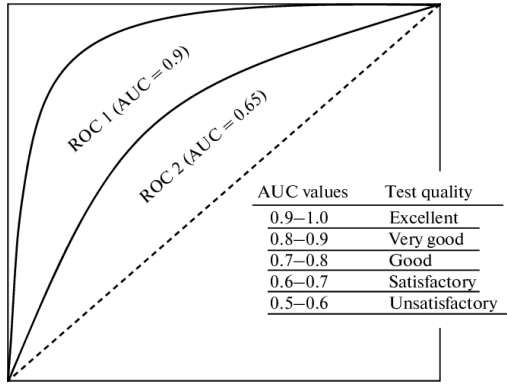 ROC 1 (AUC = 0.9)
ROC 2 (AUC = 0.65)
AUC values Test quality
0.9–1.0 Excellent
0.8–0.9 Very good
0.7–0.8 Good
0.6–0.7 Satisfactory
0.5–0.6 Unsatisfactory